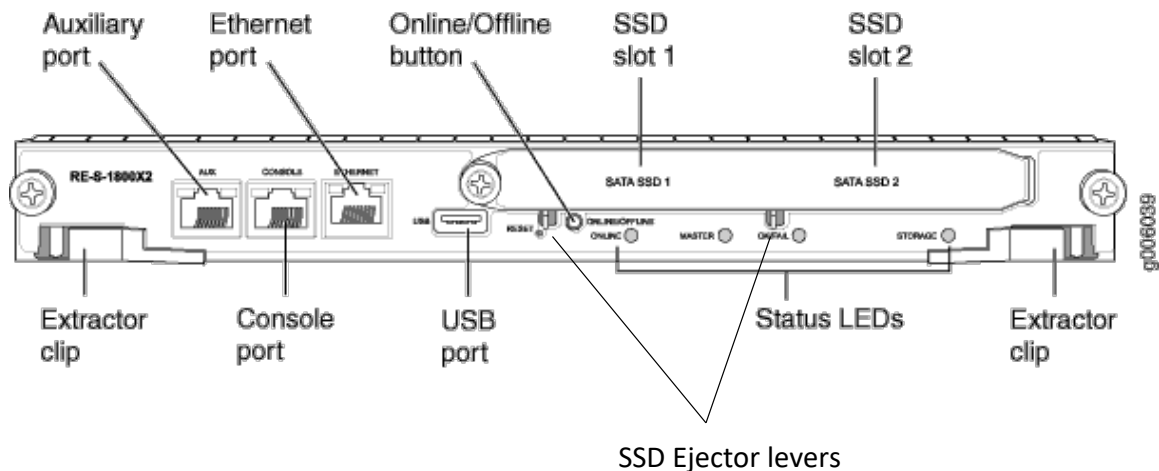 Auxiliary
port
Ethernet
port
Online/Offline
button
SSD
slot 1
SSD
slot 2
RE-S-1800X2
AUX
CONSOLE
ETHERNET
SATA SSD 1
SATA SSD 2
USB
RESET
ONLINE/OFFLINE
ONLINE
MASTER
OK/FAIL
STORAGE
g006039
Extractor
clip
Console
port
USB
port
Status LEDs
Extractor
clip
SSD Ejector levers